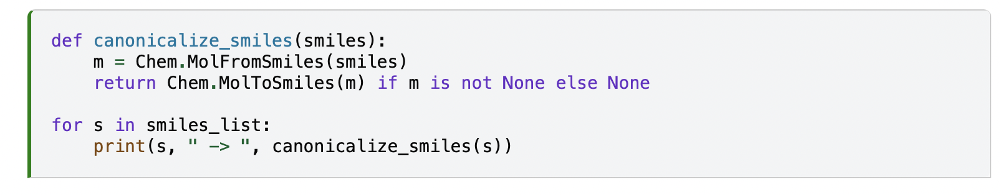 def canonicalize_smiles(smiles):
    m = Chem.MolFromSmiles(smiles)
    return Chem.MolToSmiles(m) if m is not None else None

for s in smiles_list:
    print(s, " -> ", canonicalize_smiles(s))